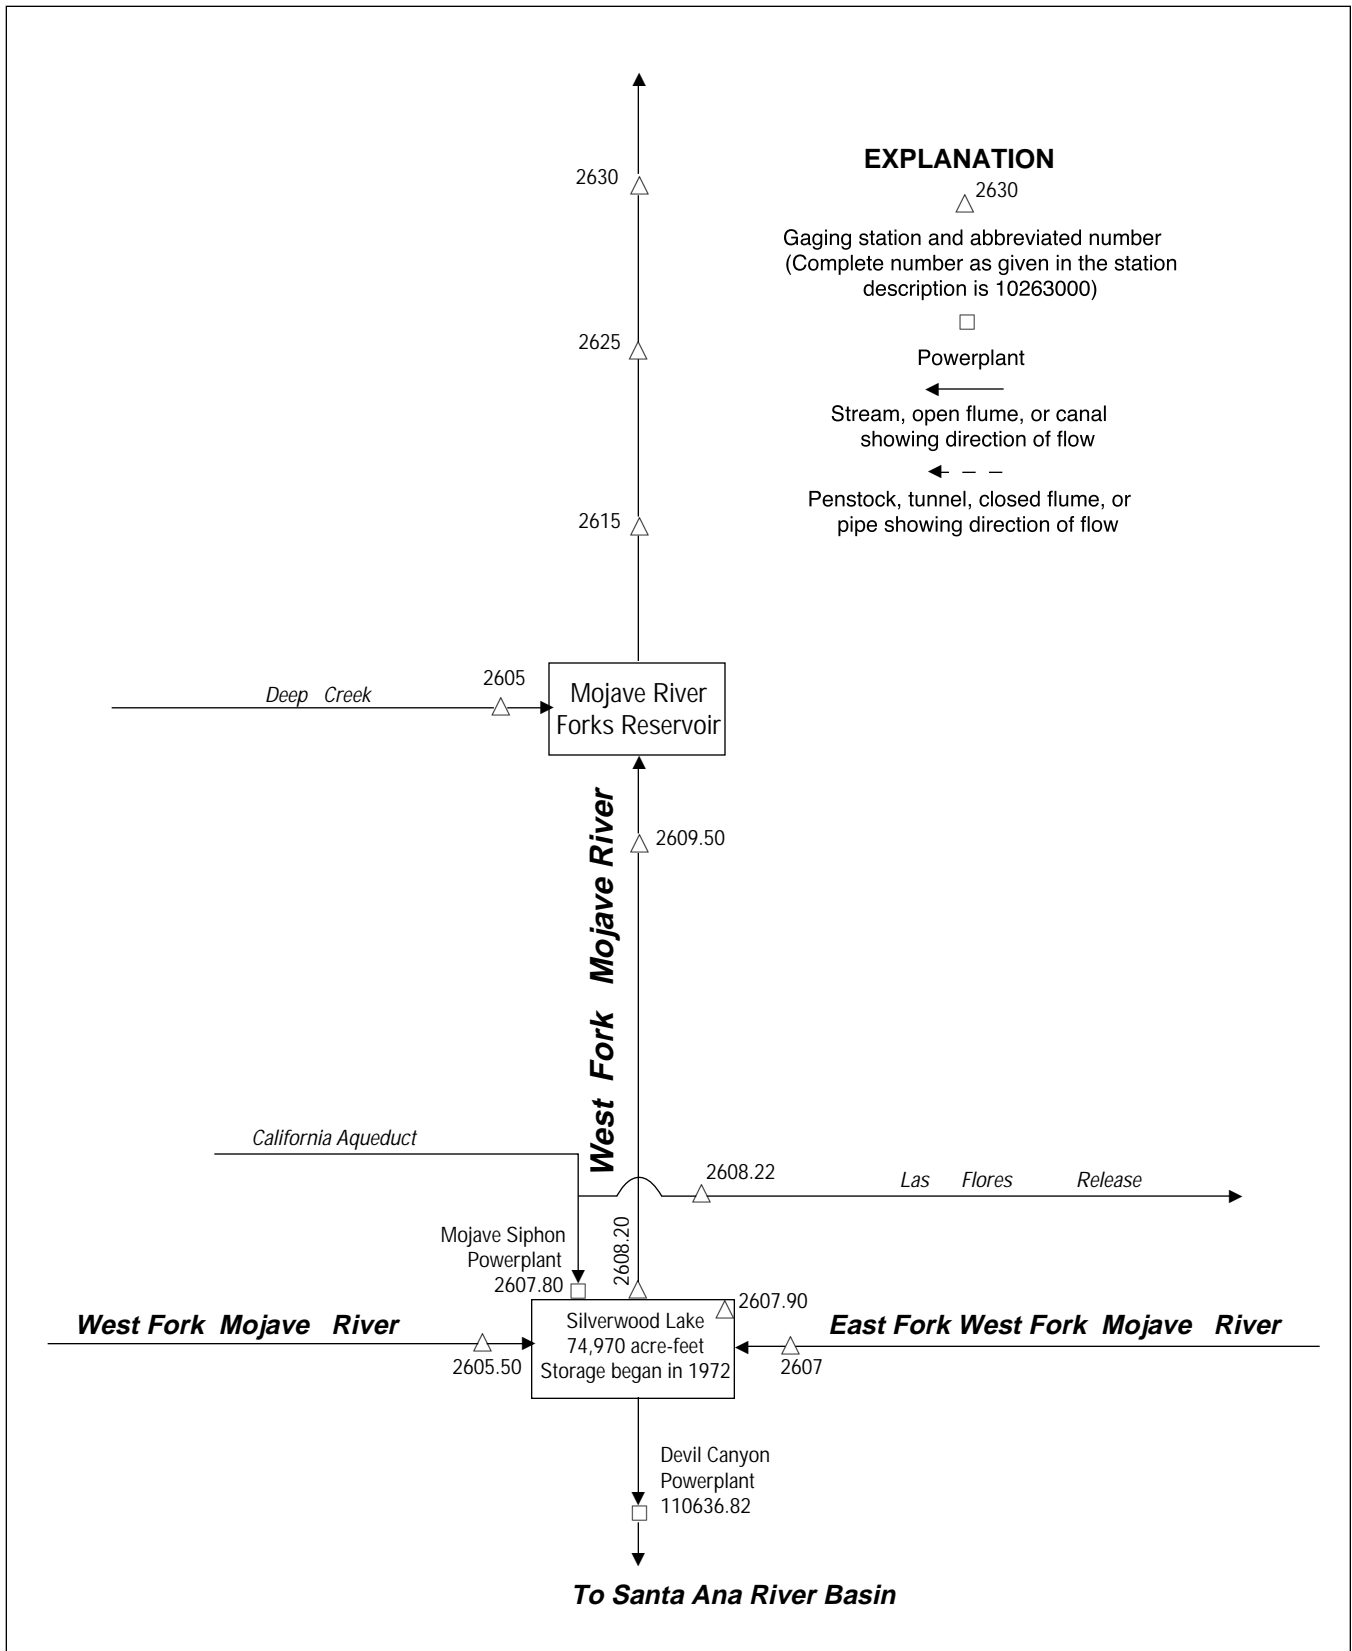 EXPLANATION
2630
2630
Gaging station and abbreviated number
(Complete number as given in the station
description is 10263000)
2625
Powerplant
Stream, open flume, or canal
showing direction of flow
Penstock, tunnel, closed flume, or
pipe showing direction of flow
2615
2605
Deep Creek
Mojave River
Forks Reservoir
2609.50
West Fork Mojave River
California Aqueduct
2608.22
Las Flores Release
2608.20
Mojave Siphon
Powerplant
2607.80
2607.90
West Fork Mojave River
2605.50
Silverwood Lake
74,970 acre-feet
Storage began in 1972
East Fork West Fork Mojave River
2607
Devil Canyon
Powerplant
110636.82
To Santa Ana River Basin